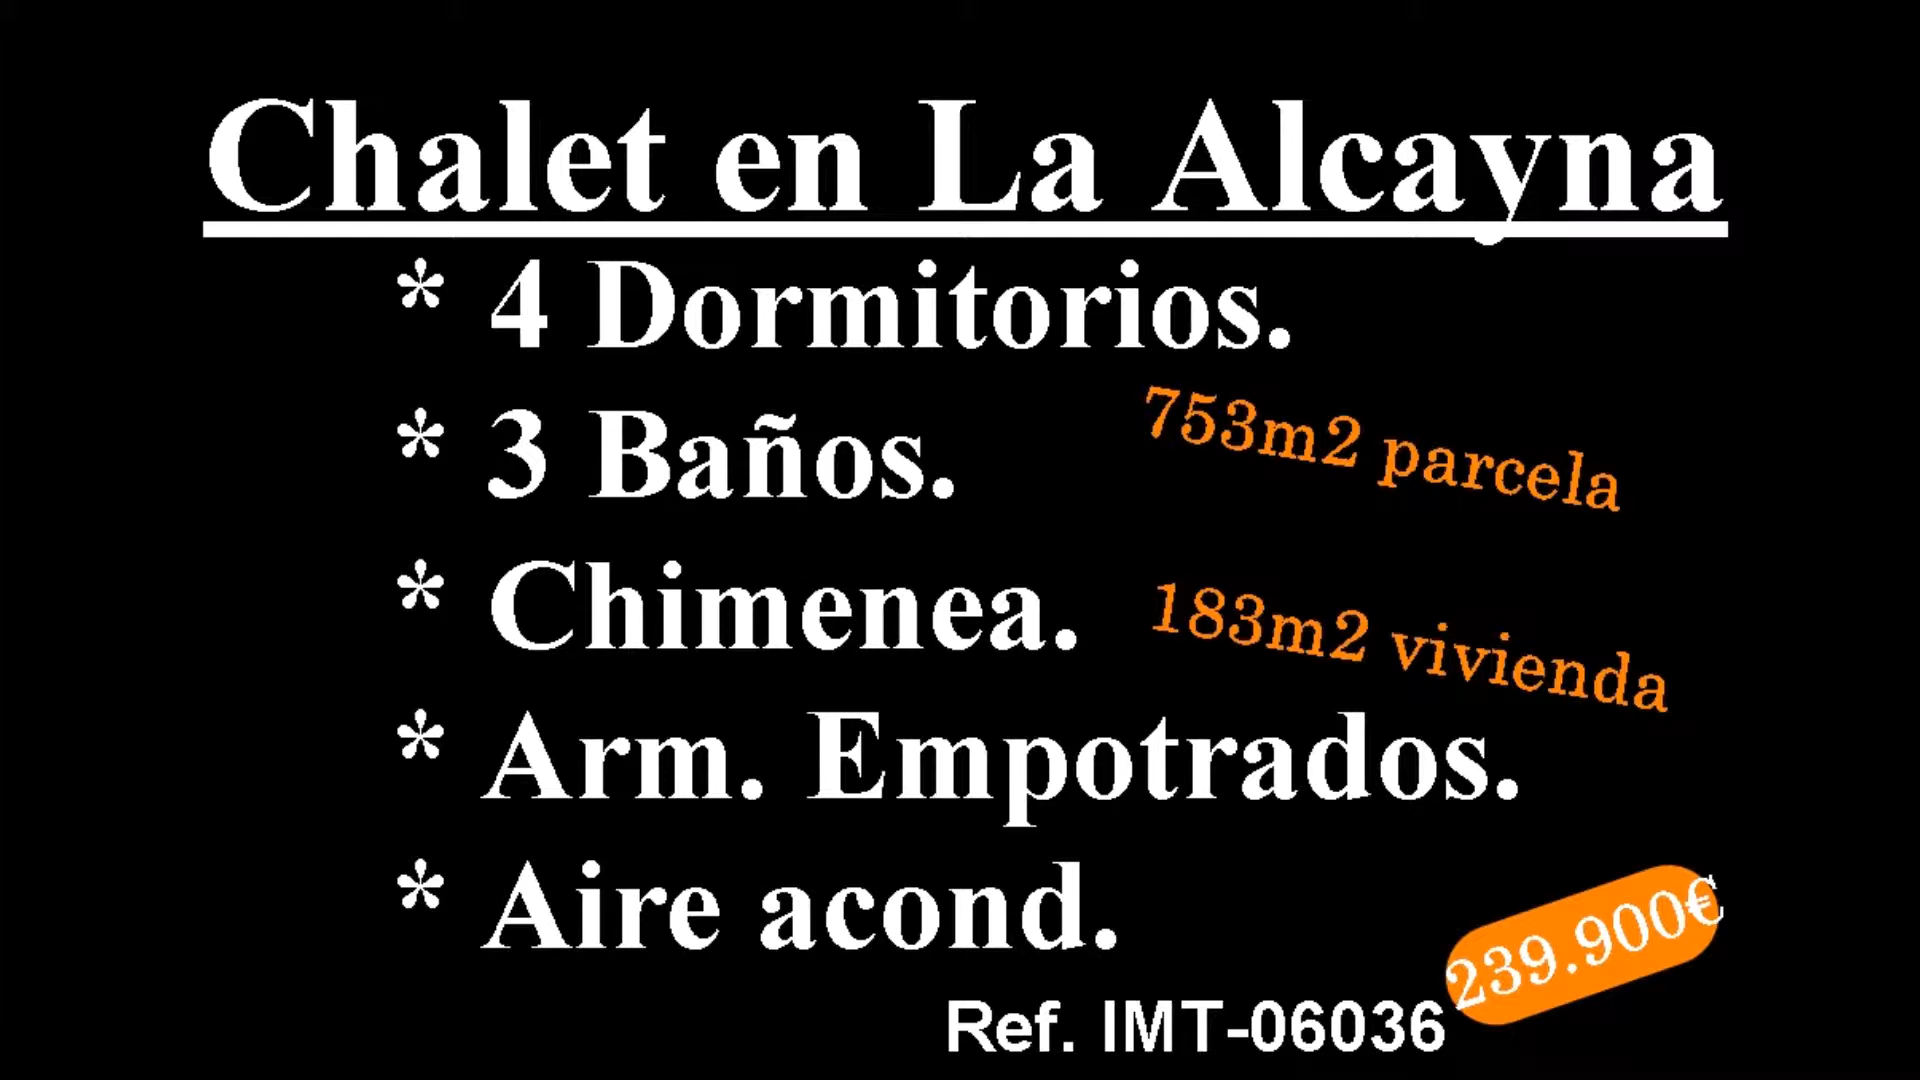 Chalet en La Alcayna
* 4 Dormitorios.
* 3 Baños.
753m2 parcela
* Chimenea.
183m2 vivienda
* Arm. Empotrados.
* Aire acond.
239.900€
Ref. IMT-06036